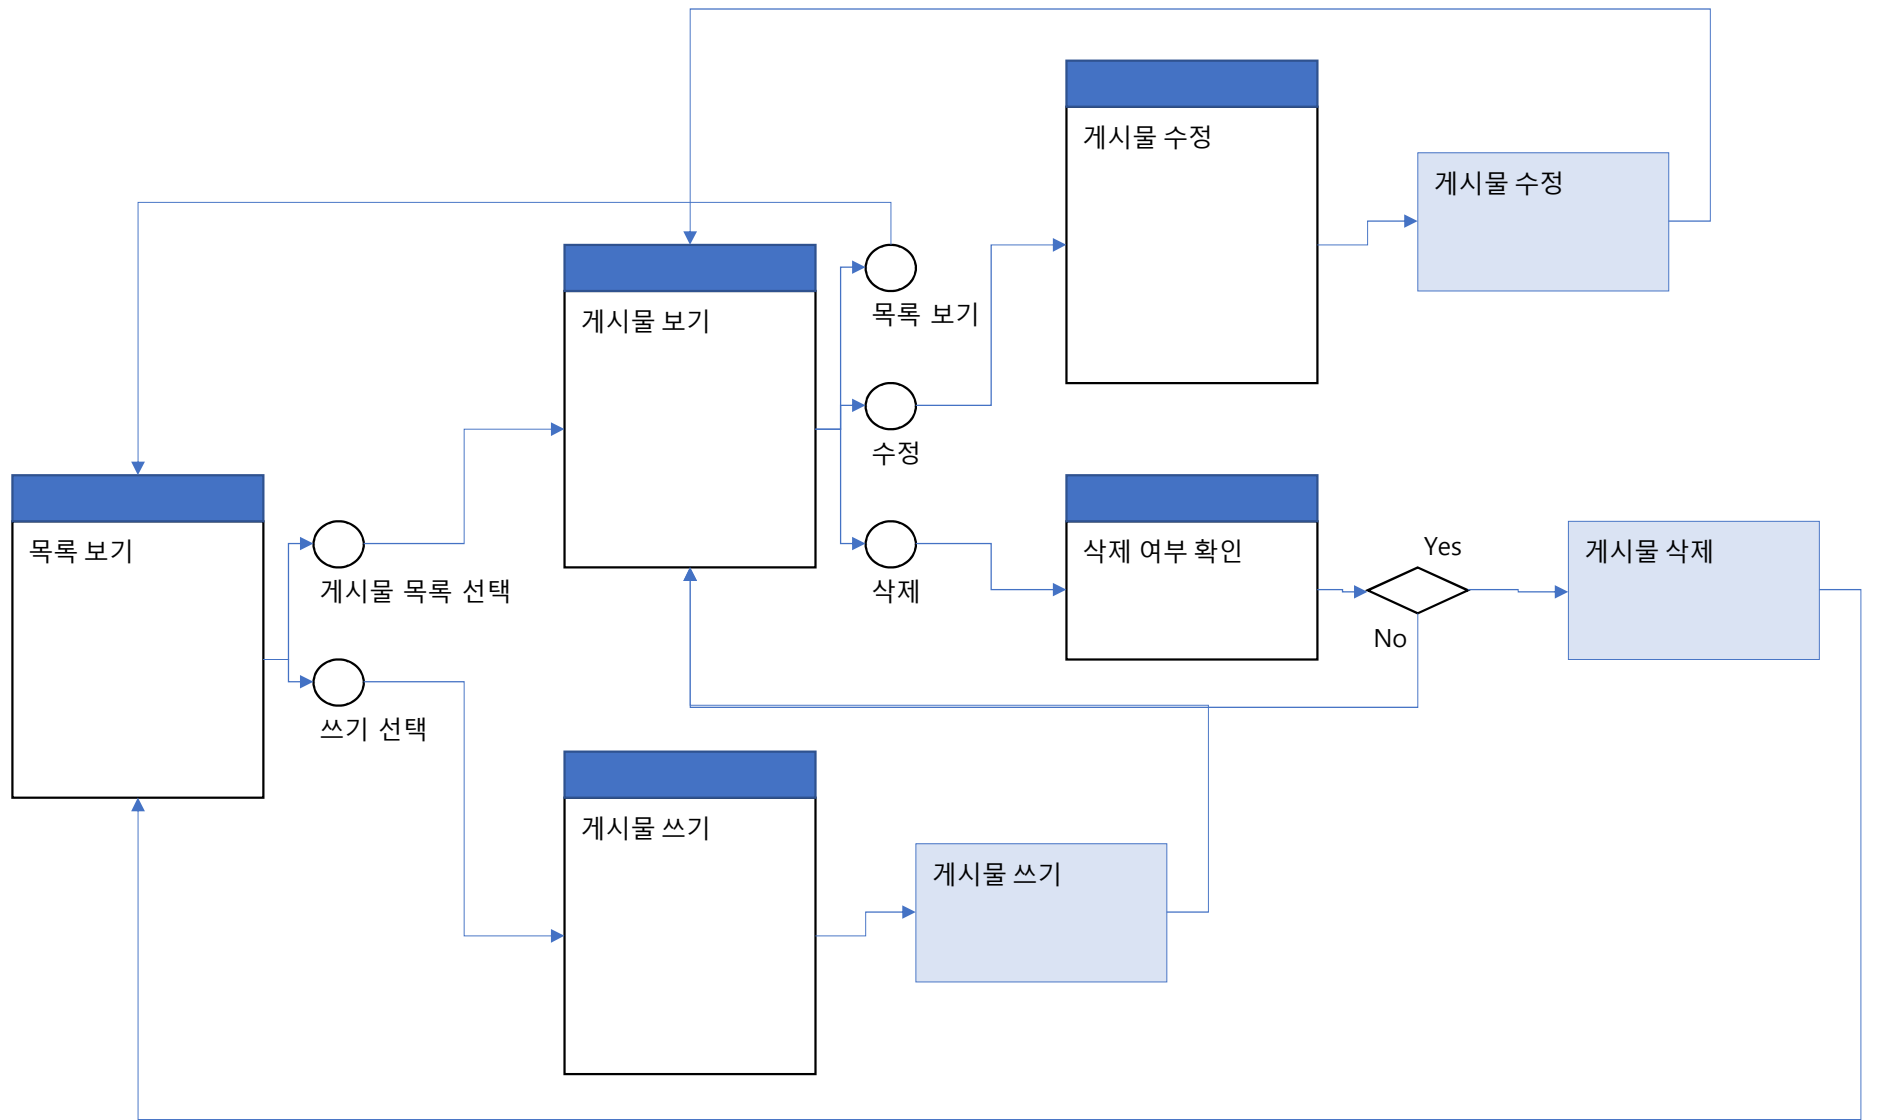 게시물 수정
게시물 수정
게시물 보기
목록 보기
수정
목록 보기
게시물 목록 선택
삭제
삭제 여부 확인
Yes
No
게시물 삭제
쓰기 선택
게시물 쓰기
게시물 쓰기